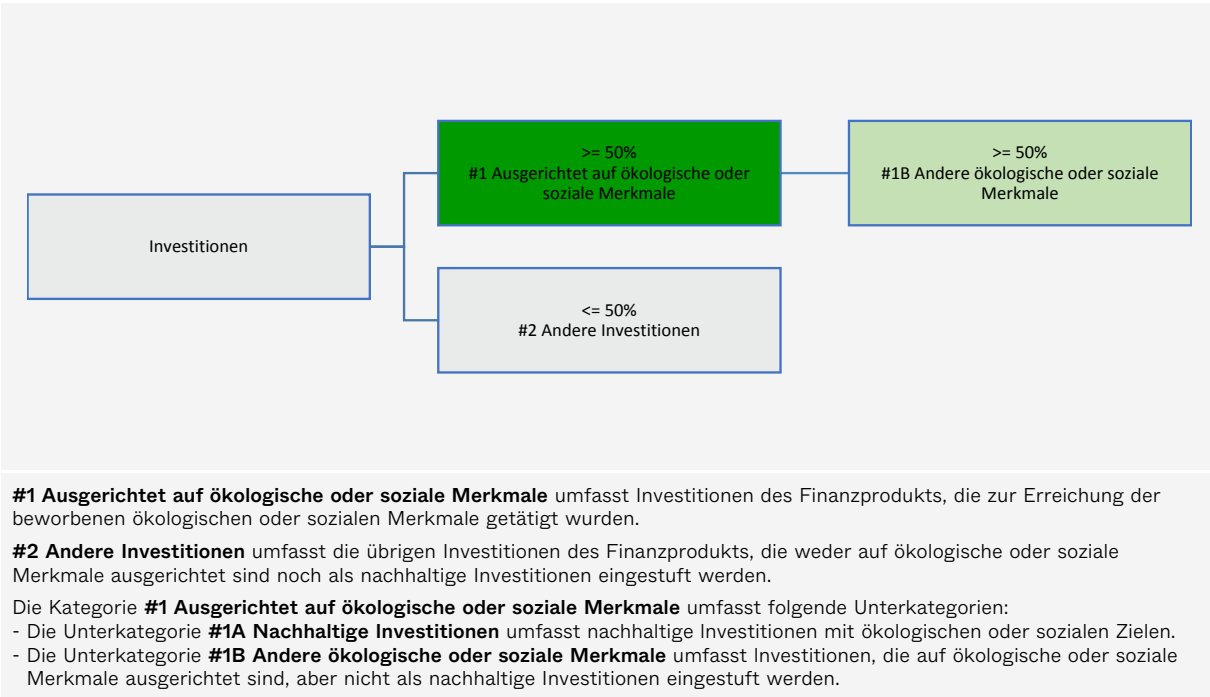 >= 50%
#1 Ausgerichtet auf ökologische oder
soziale Merkmale
>= 50%
#1B Andere ökologische oder soziale
Merkmale
Investitionen
<= 50%
#2 Andere Investitionen
#1 Ausgerichtet auf ökologische oder soziale Merkmale umfasst Investitionen des Finanzprodukts, die zur Erreichung der
beworbenen ökologischen oder sozialen Merkmale getätigt wurden.
#2 Andere Investitionen umfasst die übrigen Investitionen des Finanzprodukts, die weder auf ökologische oder soziale
Merkmale ausgerichtet sind noch als nachhaltige Investitionen eingestuft werden.
Die Kategorie #1 Ausgerichtet auf ökologische oder soziale Merkmale umfasst folgende Unterkategorien:
- Die Unterkategorie #1A Nachhaltige Investitionen umfasst nachhaltige Investitionen mit ökologischen oder sozialen Zielen.
- Die Unterkategorie #1B Andere ökologische oder soziale Merkmale umfasst Investitionen, die auf ökologische oder soziale
Merkmale ausgerichtet sind, aber nicht als nachhaltige Investitionen eingestuft werden.